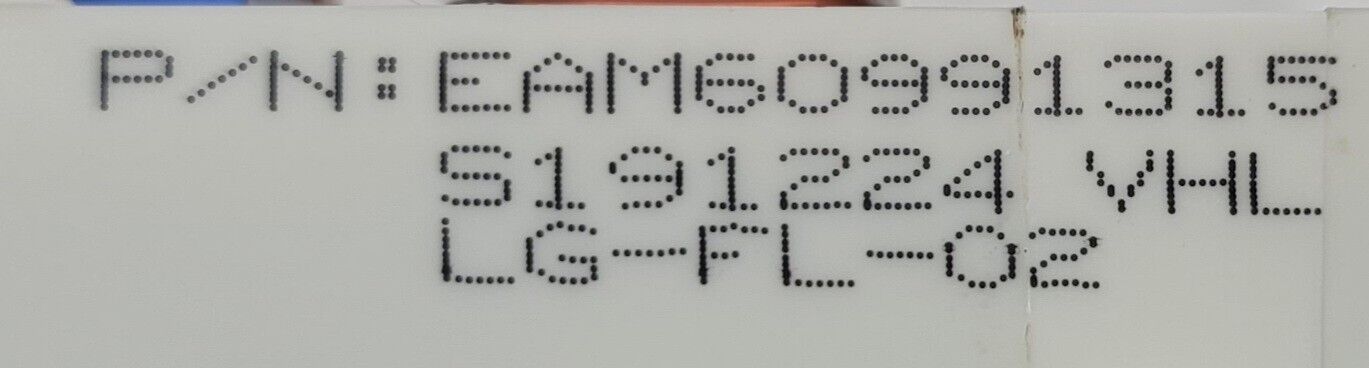 P/N: EAM60991315
S191224 VHL
LG-FL-02